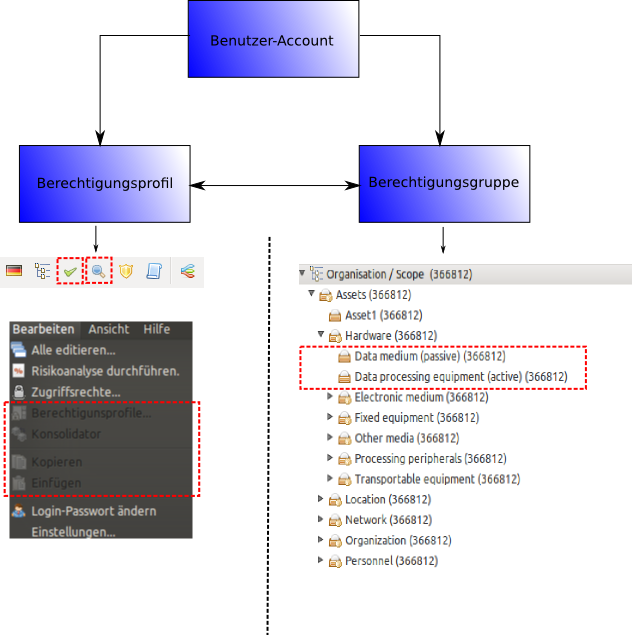 Benutzer-Account
Berechtigungsprofil
Berechtigungsgruppe
Bearbeiten Ansicht Hilfe
Alle editieren...
Risikoanalyse durchführen.
Zugriffsrechte...
Berechtigunsprofile...
Konsolidator
Kopieren
Einfügen
Login-Passwort ändern
Einstellungen...
Organisation / Scope (366812)
Assets (366812)
Asset1 (366812)
Hardware (366812)
Data medium (passive) (366812)
Data processing equipment (active) (366812)
Electronic medium (366812)
Fixed equipment (366812)
Other media (366812)
Processing peripherals (366812)
Transportable equipment (366812)
Location (366812)
Network (366812)
Organization (366812)
Personnel (366812)